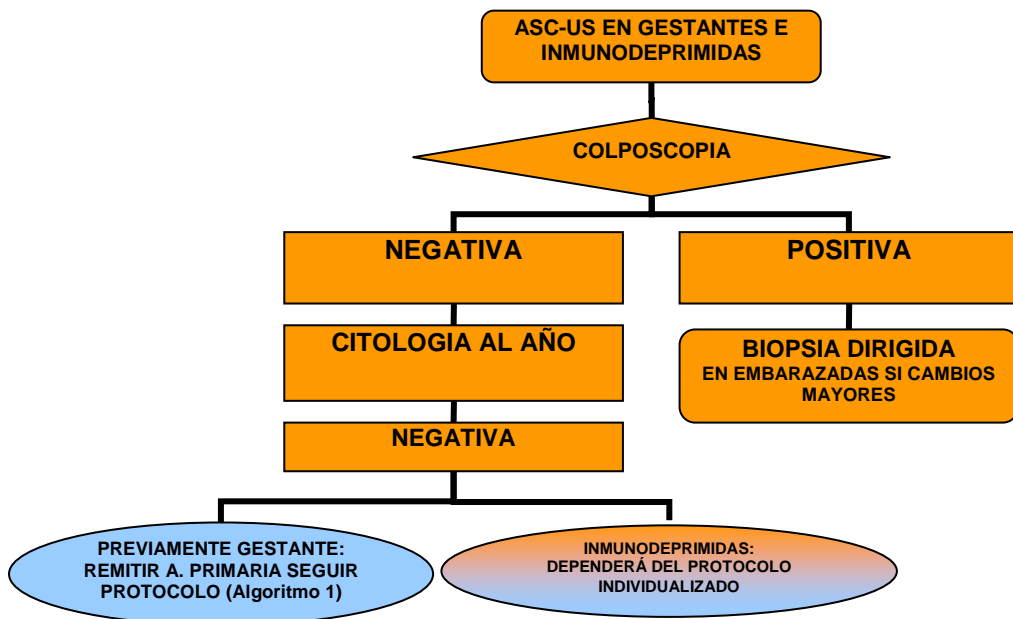 ASC-US EN GESTANTES E
INMUNODEPRIMIDAS
COLPOSCOPIA
NEGATIVA
POSITIVA
CITOLOGIA AL AÑO
BIOPSIA DIRIGIDA
EN EMBARAZADAS SI CAMBIOS
MAYORES
NEGATIVA
PREVIAMENTE GESTANTE:
REMITIR A. PRIMARIA SEGUIR
PROTOCOLO (Algoritmo 1)
INMUNODEPRIMIDAS:
DEPENDERÁ DEL PROTOCOLO
INDIVIDUALIZADO